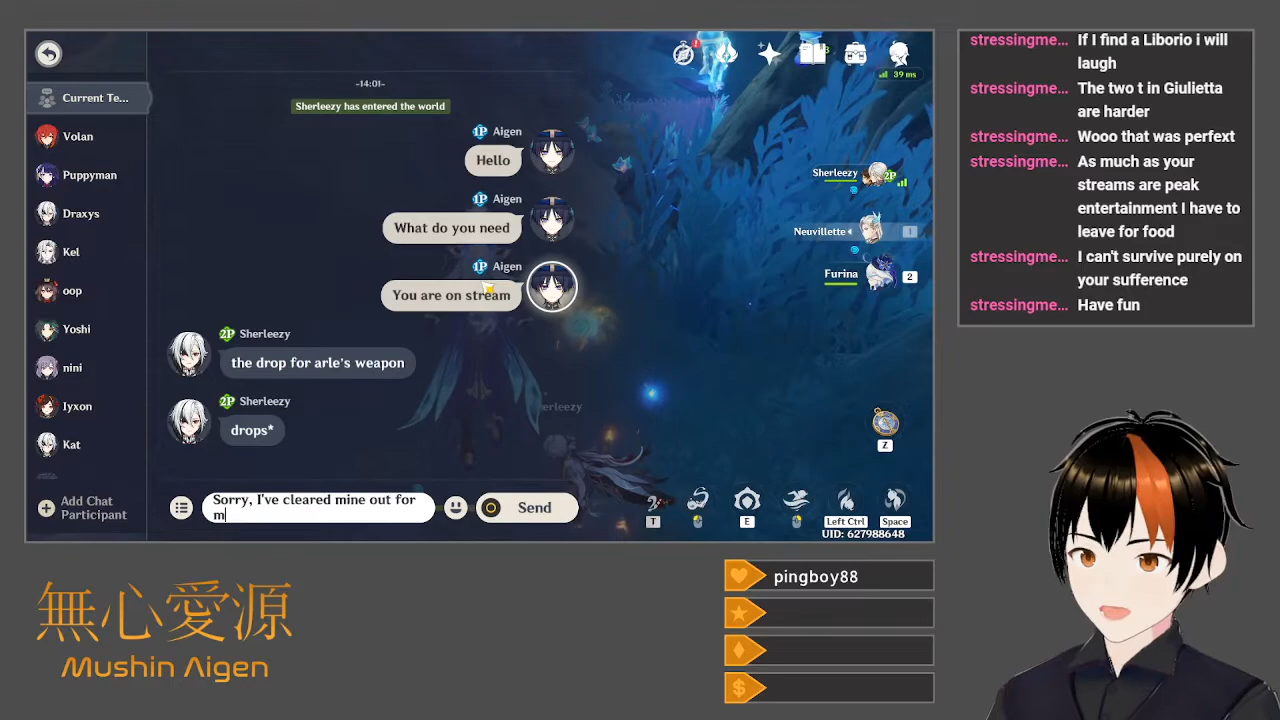 Current Te...
Volan
Puppyman
Draxys
Kel
oop
Yoshi
nini
Iyxon
Kat
Add Chat
Participant
-14:01-
Sherleezy has entered the world
1P Aigen
Hello
1P Aigen
What do you need
1P Aigen
You are on stream
2P Sherleezy
the drop for arle's weapon
2P Sherleezy
drops*
Sorry, I've cleared mine out for
m
Send
39 ms
Sherleezy
2P
Neuvillette
1
Furina
2
Z
T
E
Left Ctrl
Space
UID: 627988648
stressingme... If I find a Liborio i will
laugh
stressingme... The two t in Giulietta
are harder
stressingme... Wooo that was perfext
stressingme... As much as your
streams are peak
entertainment I have to
leave for food
stressingme... I can't survive purely on
your sufference
stressingme... Have fun
無心愛源
Mushin Aigen
pingboy88
$